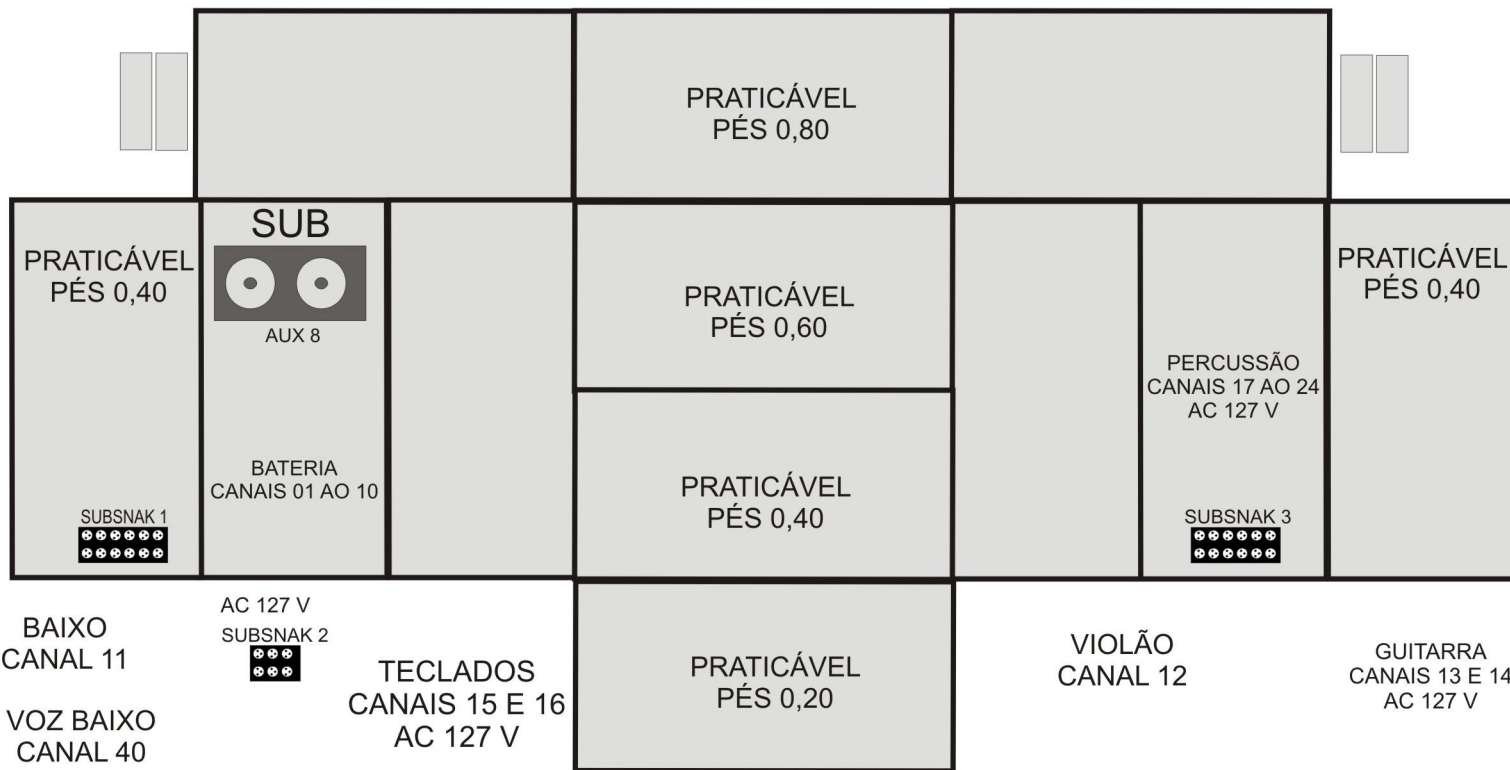 PRATICÁVEL
PÉS 0,80
SUB
AUX 8
PRATICÁVEL
PÉS 0,40
PRATICÁVEL
PÉS 0,60
PRATICÁVEL
PÉS 0,40
PERCUSSÃO
CANAIS 17 AO 24
AC 127 V
BATERIA
CANAIS 01 AO 10
PRATICÁVEL
PÉS 0,40
SUBSNAK 1
SUBSNAK 3
AC 127 V
SUBSNAK 2
BAIXO
CANAL 11
TECLADOS
CANAIS 15 E 16
AC 127 V
PRATICÁVEL
PÉS 0,20
VIOLÃO
CANAL 12
GUITARRA
CANAIS 13 E 14
AC 127 V
VOZ BAIXO
CANAL 40